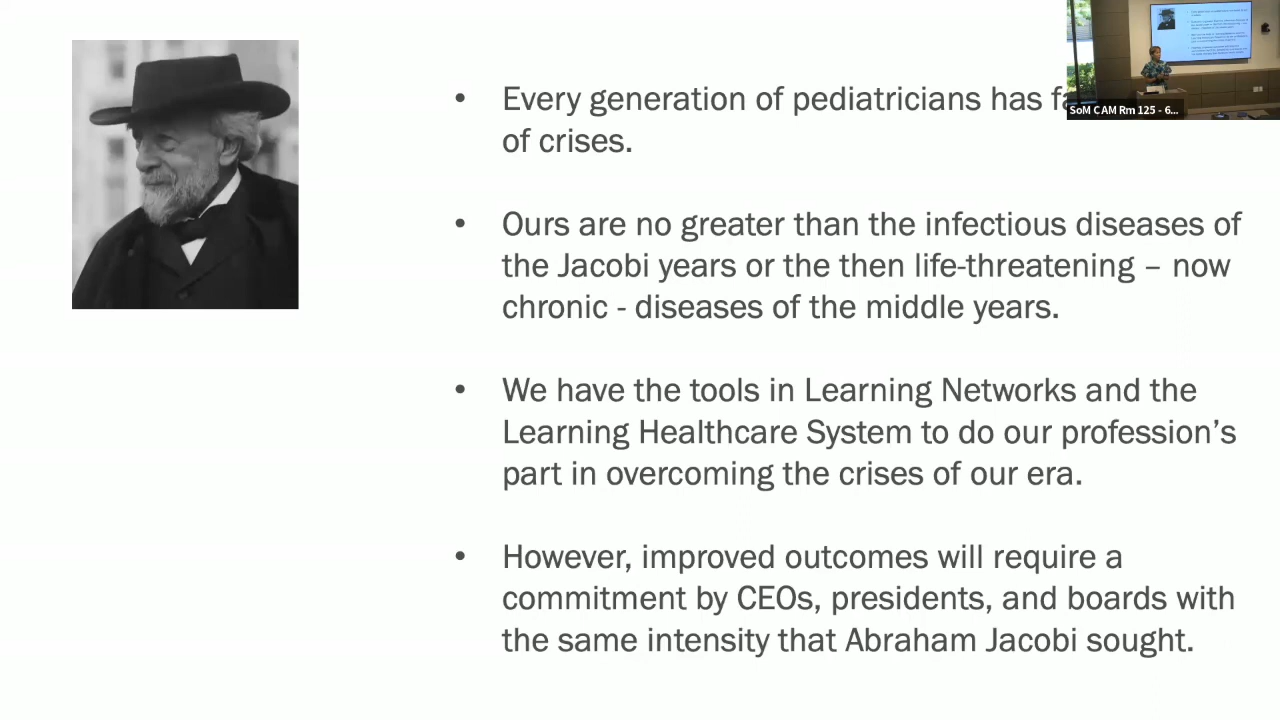 • Every generation of pediatricians has
of crises.
• Ours are no greater than the infectious diseases of
the Jacobi years or the then life-threatening – now
chronic - diseases of the middle years.
• We have the tools in Learning Networks and the
Learning Healthcare System to do our profession’s
part in overcoming the crises of our era.
• However, improved outcomes will require a
commitment by CEOs, presidents, and boards with
the same intensity that Abraham Jacobi sought.
SoM CAM Rm 125 - 6...